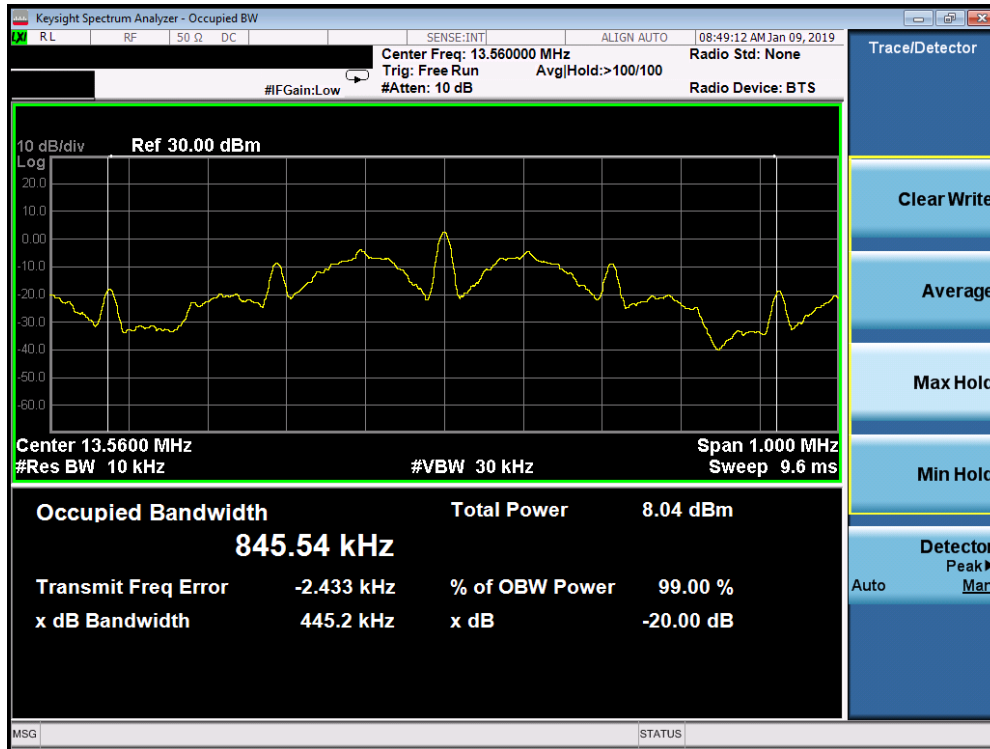 Keysight Spectrum Analyzer - Occupied BW
LXI RL RF 50 Ω DC SENSE:INT ALIGN AUTO 08:49:12 AM Jan 09, 2019
Center Freq: 13.560000 MHz Radio Std: None
Trig: Free Run Avg|Hold:>100/100
#IFGain:Low #Atten: 10 dB Radio Device: BTS
10 dB/div Ref 30.00 dBm
Log
20.0
10.0
0.00
-10.0
-20.0
-30.0
-40.0
-50.0
-60.0
Center 13.5600 MHz Span 1.000 MHz
#Res BW 10 kHz #VBW 30 kHz Sweep 9.6 ms
Occupied Bandwidth Total Power 8.04 dBm
845.54 kHz
Transmit Freq Error -2.433 kHz % of OBW Power 99.00 %
x dB Bandwidth 445.2 kHz x dB -20.00 dB
Trace/Detector
Clear Write
Average
Max Hold
Min Hold
Detector
Peak
Auto Man
MSG STATUS